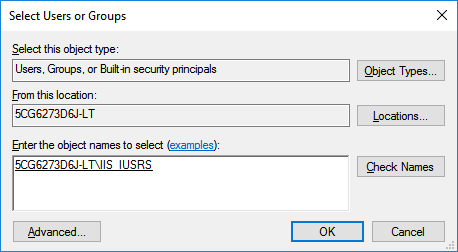 Select Users or Groups
Select this object type:
Users, Groups, or Built-in security principals
Object Types...
From this location:
5CG6273D6J-LT
Locations...
Enter the object names to select (examples):
5CG6273D6J-LT\IIS_IUSRS
Check Names
Advanced...
OK
Cancel